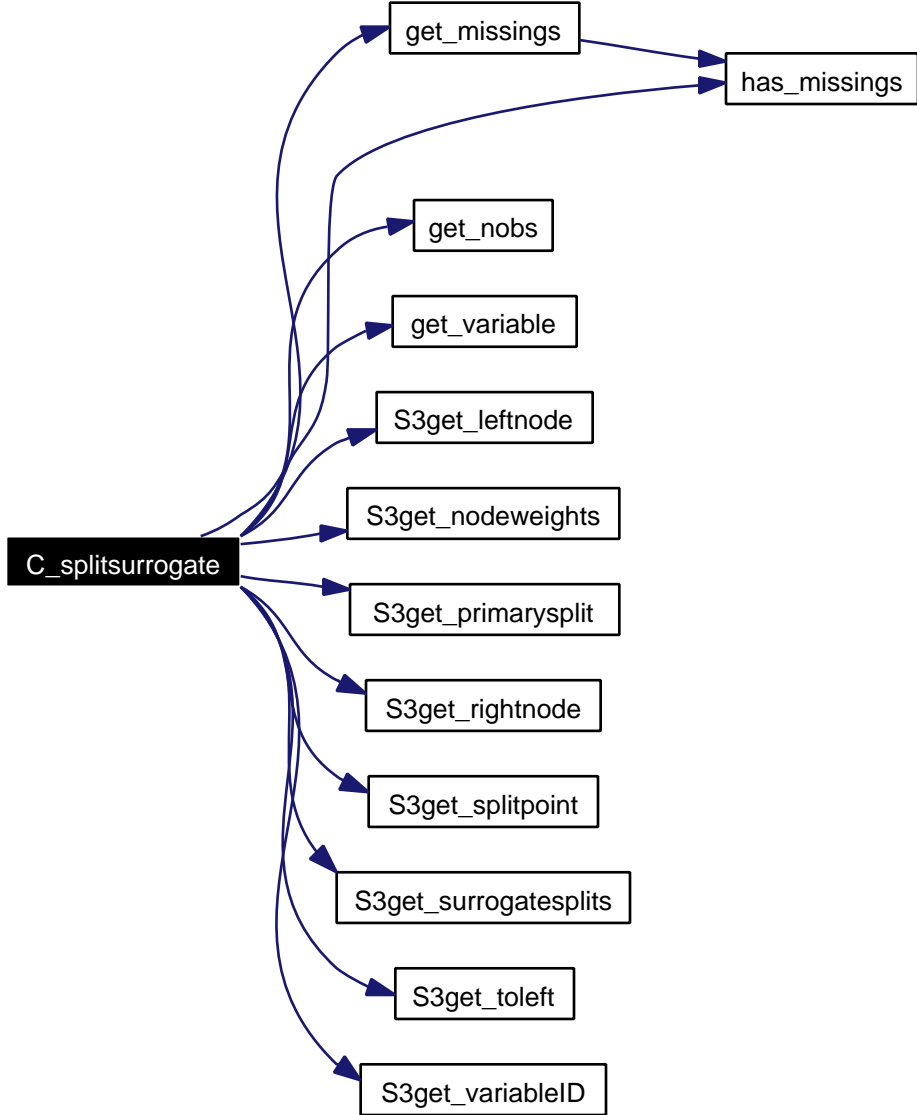 get_missings
has_missings
get_nobs
get_variable
S3get_leftnode
S3get_nodeweights
C_splitsurrogate
S3get_primarysplit
S3get_rightnode
S3get_splitpoint
S3get_surrogatesplits
S3get_toleft
S3get_variableID